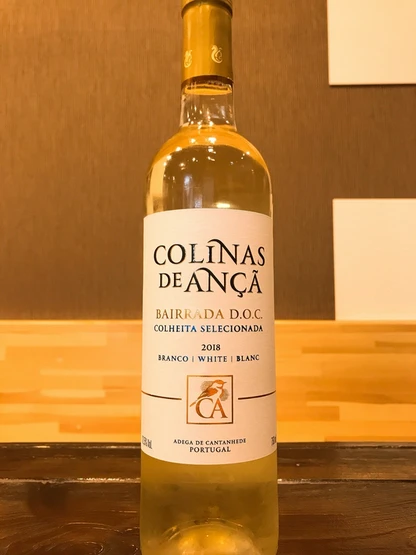 COLINAS
DE ANÇÃ
BAIRRADA D.O.C.
COLHEITA SELECIONADA
2018
BRANCO | WHITE | BLANC
CA
ADEGA DE CANTANHEDE
PORTUGAL